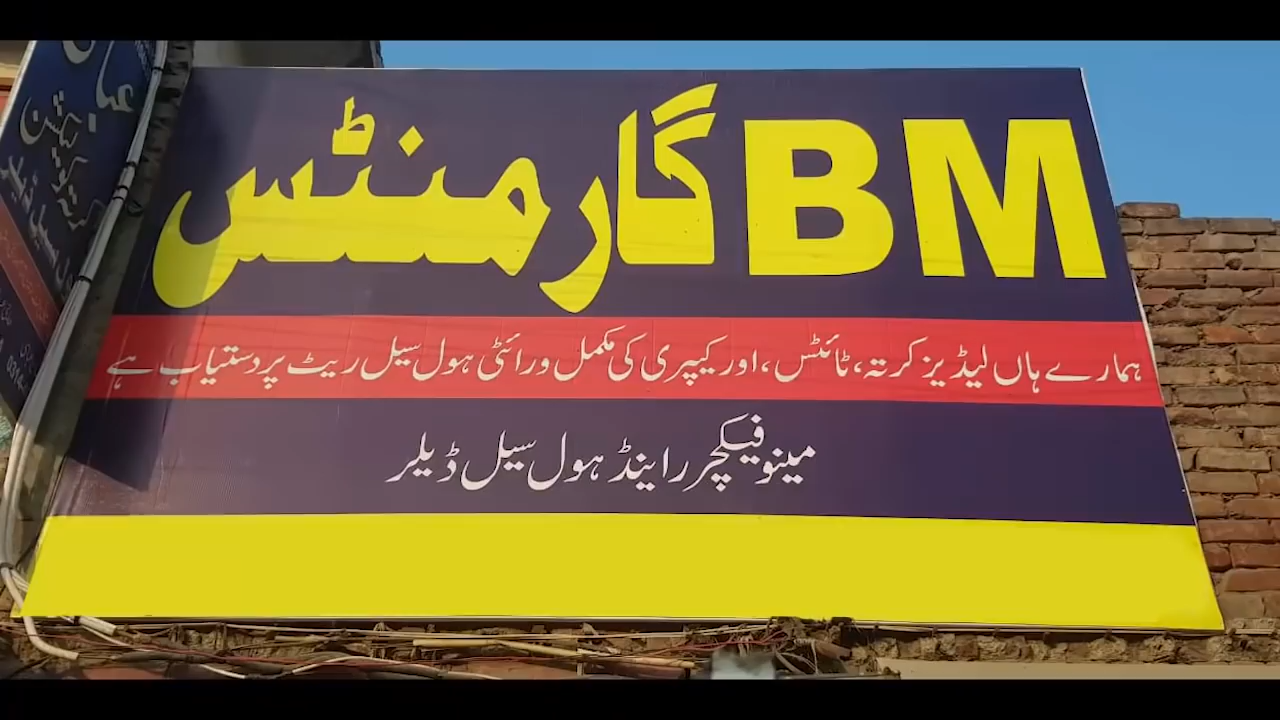 BM گارمنٹس
ہمارے ہاں لیڈیز کرتہ، ٹائٹس، اور کیپری کی مکمل ورائٹی ہول سیل ریٹ پر دستیاب ہے
مینوفیکچرر اینڈ ہول سیل ڈیلر